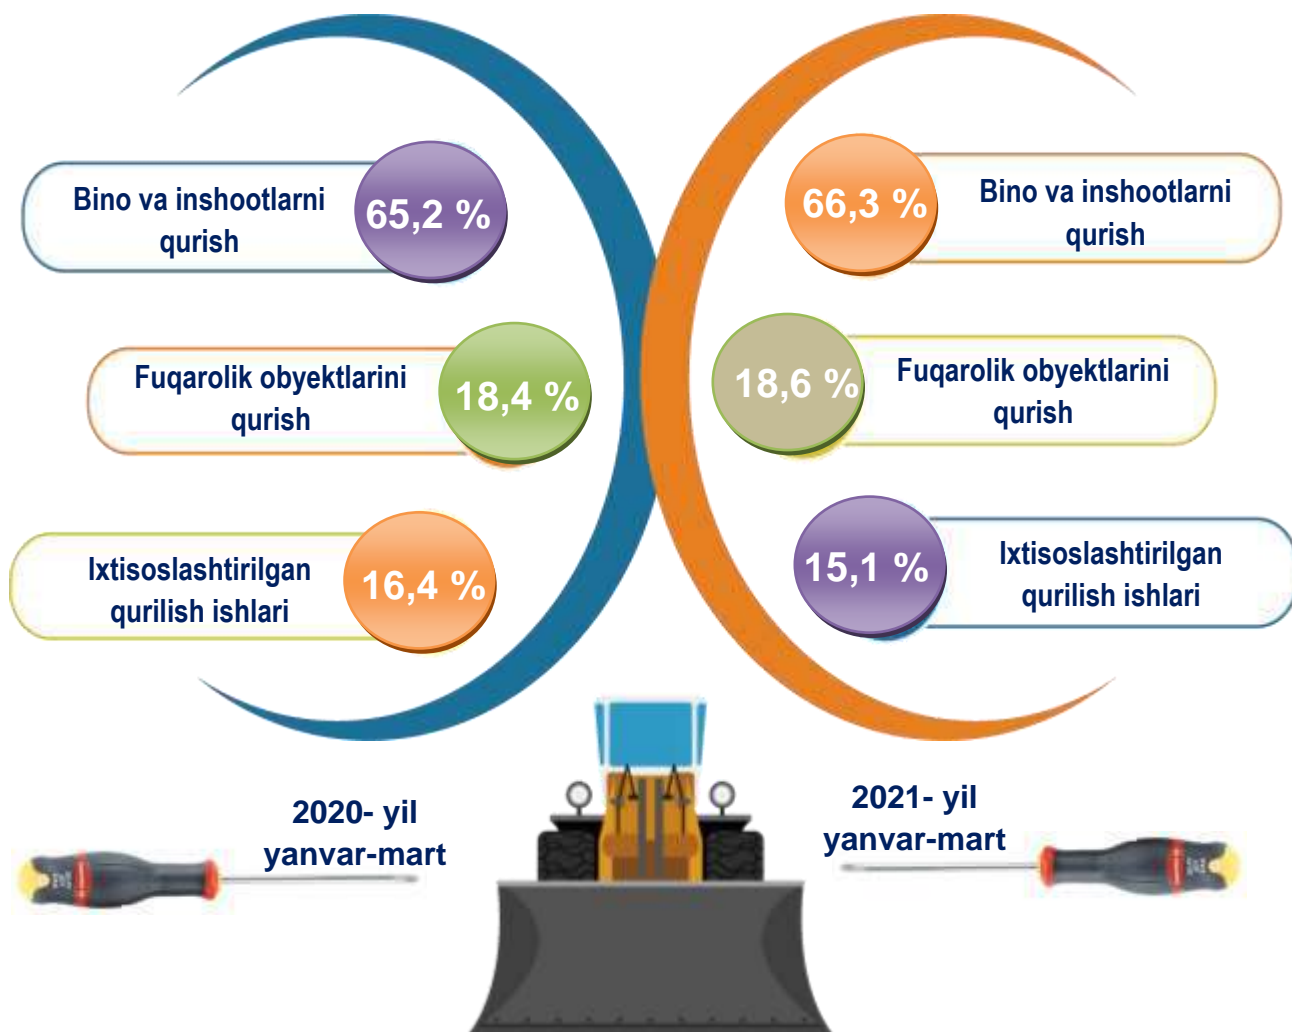 Bino va inshootlarni
qurish
65,2 %
Fuqarolik obyektlarini
qurish
18,4 %
Ixtisoslashtirilgan
qurilish ishlari
16,4 %
2020- yil
yanvar-mart
66,3 %
Bino va inshootlarni
qurish
18,6 %
Fuqarolik obyektlarini
qurish
15,1 %
Ixtisoslashtirilgan
qurilish ishlari
2021- yil
yanvar-mart